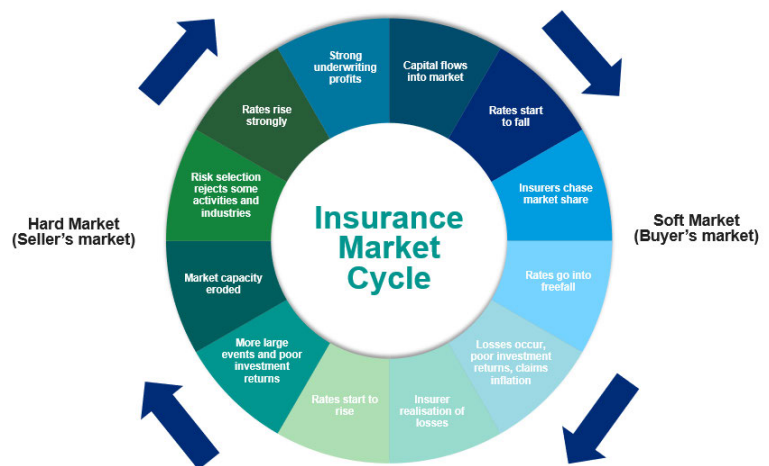 Strong
underwriting
profits
Capital flows
into market
Rates start
to fall
Insurers chase
market share
Rates go into
freefall
Losses occur,
poor investment
returns, claims
inflation
Insurer
realisation of
losses
Rates start to
rise
More large
events and poor
investment
returns
Market capacity
eroded
Risk selection
rejects some
activities and
industries
Rates rise
strongly
Insurance
Market
Cycle
Hard Market
(Seller's market)
Soft Market
(Buyer's market)